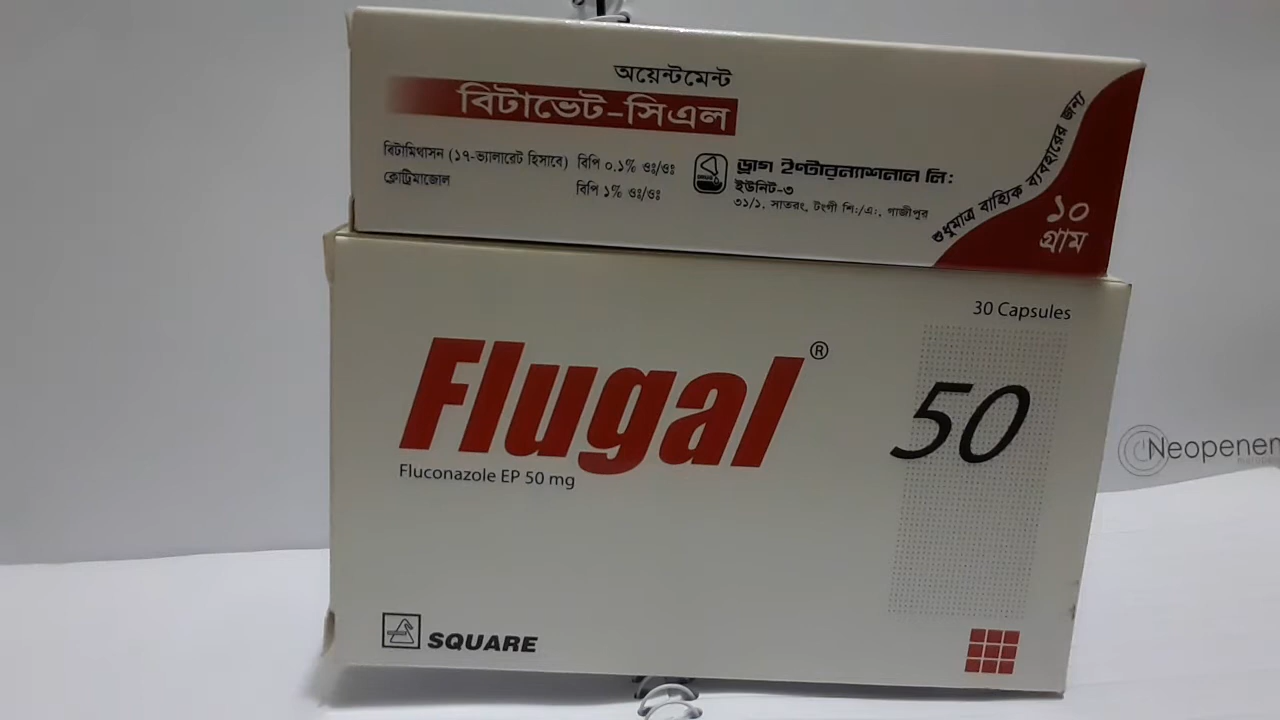 অয়েন্টমেন্ট
বিটাভেট-সিএল
বিটামিথাসন (১৭-ভ্যালারেট হিসাবে) বিপি ০.১% ওঃ/ওঃ
ক্লোট্রিমাজোল বিপি ১% ওঃ/ওঃ
ড্রাগ ইন্টারন্যাশনাল লি:
ইউনিট-৩
৩১/১, সাতরং, টংগী শি:/এ:, গাজীপুর
শুধুমাত্র বাহ্যিক ব্যবহারের জন্য
১০
গ্রাম
30 Capsules
Flugal®
50
Fluconazole EP 50 mg
SQUARE
Neopenem